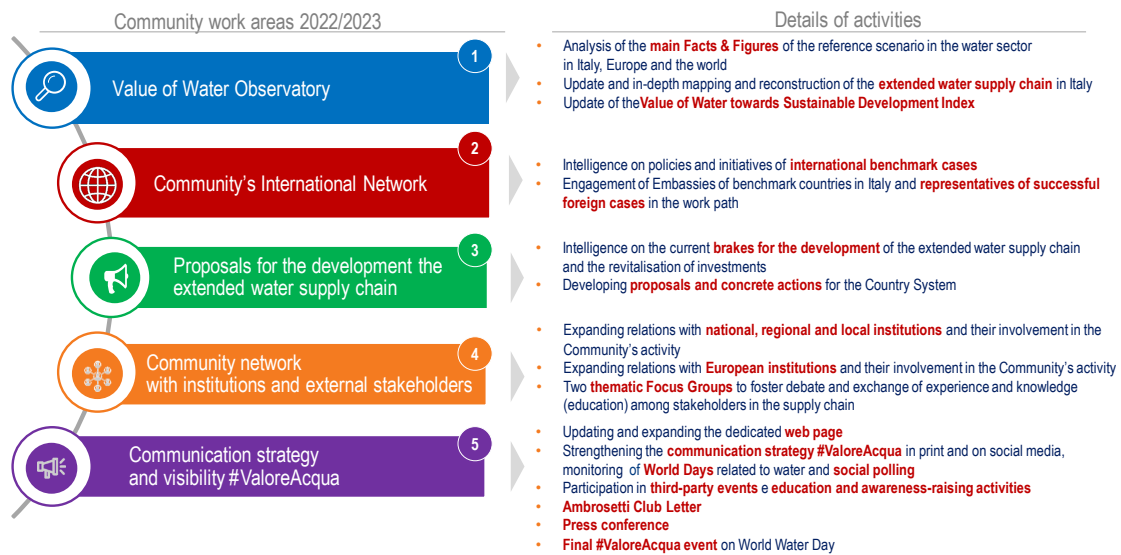 Community work areas 2022/2023
Details of activities
1
Value of Water Observatory
• Analysis of the main Facts & Figures of the reference scenario in the water sector
in Italy, Europe and the world
• Update and in-depth mapping and reconstruction of the extended water supply chain in Italy
• Update of theValue of Water towards Sustainable Development Index
2
Community's International Network
• Intelligence on policies and initiatives of international benchmark cases
• Engagement of Embassies of benchmark countries in Italy and representatives of successful
foreign cases in the work path
3
Proposals for the development the
extended water supply chain
• Intelligence on the current brakes for the development of the extended water supply chain
and the revitalisation of investments
• Developing proposals and concrete actions for the Country System
4
Community network
with institutions and external stakeholders
• Expanding relations with national, regional and local institutions and their involvement in the
Community's activity
• Expanding relations with European institutions and their involvement in the Community's activity
• Two thematic Focus Groups to foster debate and exchange of experience and knowledge
(education) among stakeholders in the supply chain
5
Communication strategy
and visibility #ValoreAcqua
• Updating and expanding the dedicated web page
• Strengthening the communication strategy #ValoreAcqua in print and on social media,
monitoring of World Days related to water and social polling
• Participation in third-party events e education and awareness-raising activities
• Ambrosetti Club Letter
• Press conference
• Final #ValoreAcqua event on World Water Day